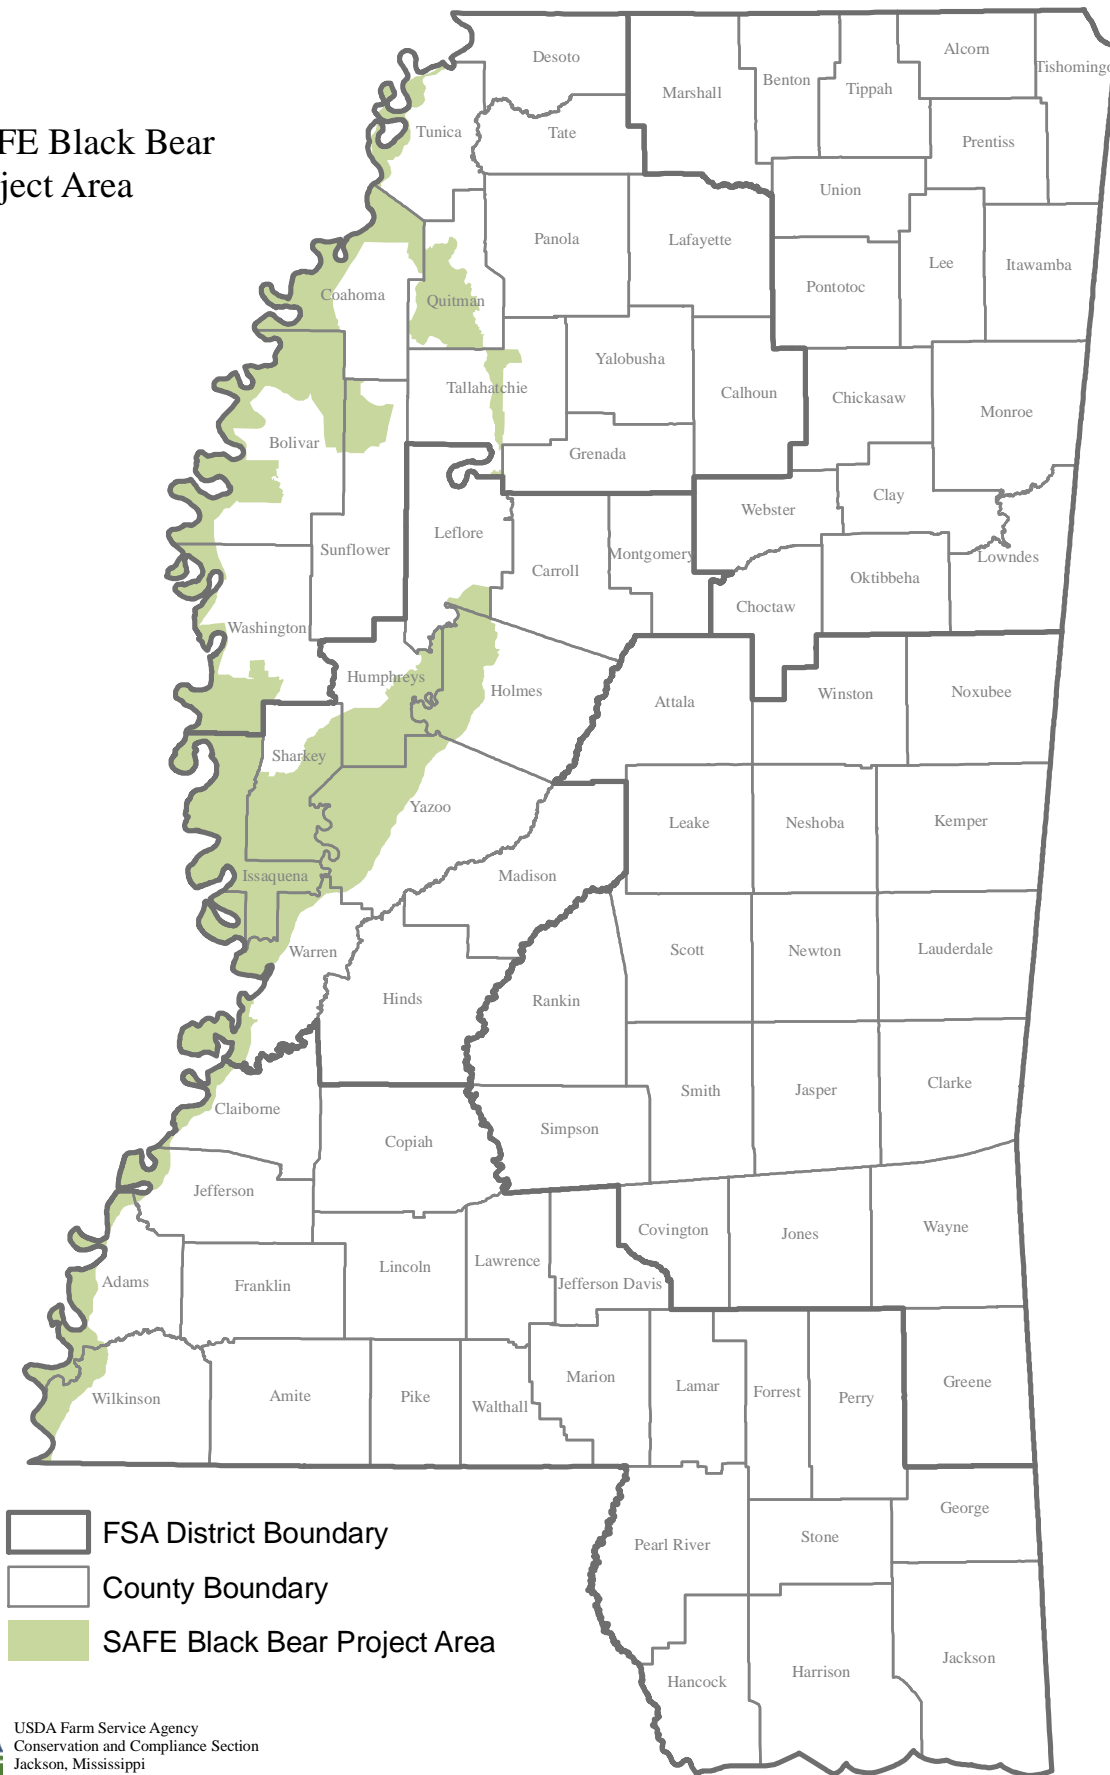 FE Black Bear
ject Area
Desoto
Alcorn
Tishomingo
Marshall
Benton
Tippah
Tunica
Tate
Prentiss
Union
Panola
Lafayette
Lee
Itawamba
Coahoma
Quitman
Pontotoc
Tallahatchie
Yalobusha
Calhoun
Chickasaw
Monroe
Bolivar
Grenada
Clay
Webster
Leflore
Sunflower
Carroll
Montgomery
Lowndes
Oktibbeha
Choctaw
Washington
Humphreys
Holmes
Attala
Winston
Noxubee
Sharkey
Yazoo
Leake
Neshoba
Kemper
Issaquena
Madison
Warren
Scott
Newton
Lauderdale
Hinds
Rankin
Smith
Jasper
Clarke
Claiborne
Copiah
Simpson
Jefferson
Covington
Jones
Wayne
Adams
Franklin
Lincoln
Lawrence
Jefferson Davis
Wilkinson
Amite
Pike
Walthall
Marion
Lamar
Forrest
Perry
Greene
George
FSA District Boundary
Pearl River
Stone
County Boundary
SAFE Black Bear Project Area
Hancock
Harrison
Jackson
USDA Farm Service Agency
Conservation and Compliance Section
Jackson, Mississippi